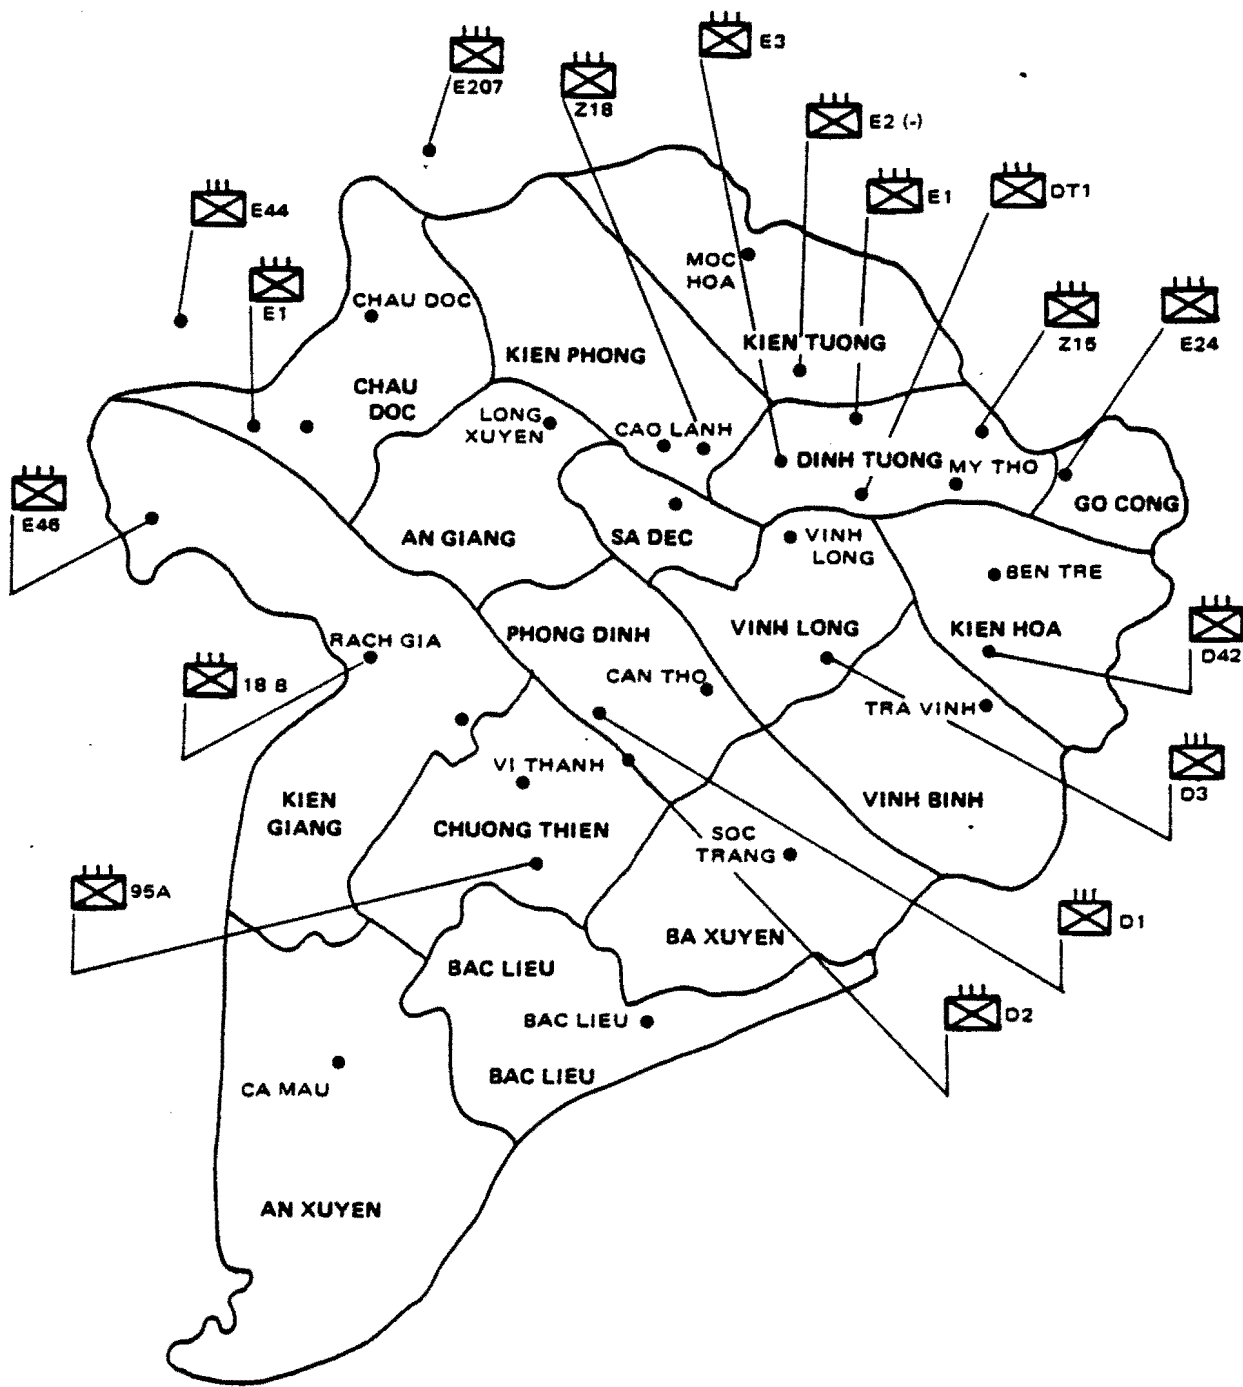 E3
E207
Z18
E2 (-)
E1
DT1
E44
MOC
HOA
E1
CHAU DOC
KIEN TUONG
Z15
E24
KIEN PHONG
CHAU
DOC
LONG
XUYEN
CAO LANH
DINH TUONG
MY THO
GO CONG
E46
AN GIANG
SA DEC
VINH
LONG
BEN TRE
PHONG DINH
VINH LONG
KIEN HOA
RACH GIA
D42
18 B
CAN THO
TRA VINH
VI THANH
D3
KIEN
GIANG
VINH BINH
CHUONG THIEN
SOC
TRANG
95A
D1
BA XUYEN
BAC LIEU
D2
BAC LIEU
BAC LIEU
CA MAU
AN XUYEN